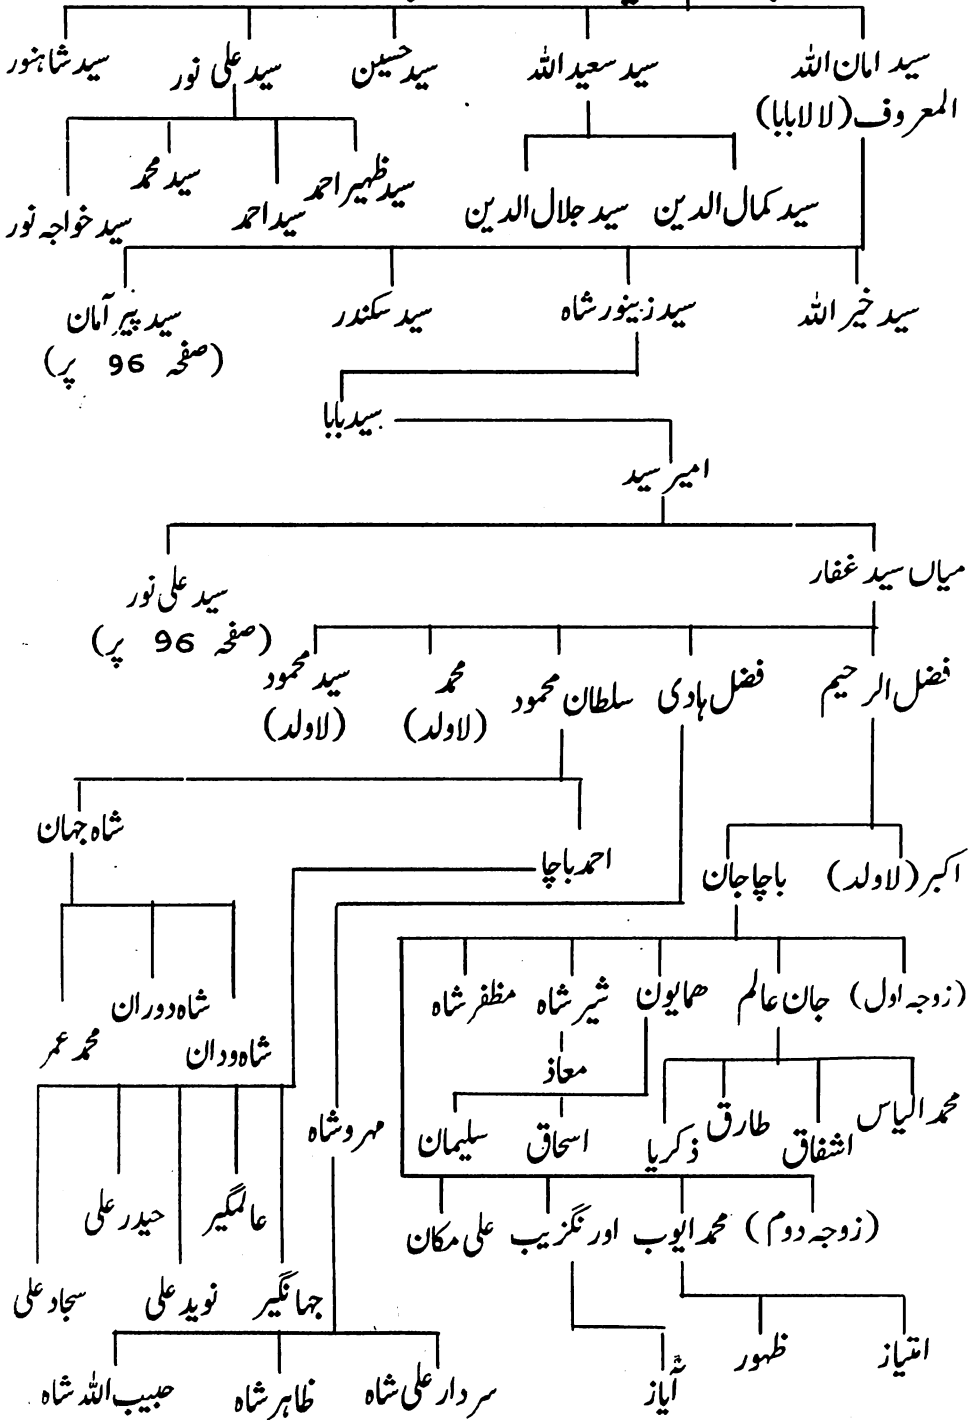 سید امان اللہ سید سعید اللہ سید حسین سید علی نور سید شاہنور
المعروف (لالا بابا)
سید ظہیر احمد سید احمد سید محمد سید خواجہ نور
سید کمال الدین سید جلال الدین
سید خیر اللہ سید زینور شاہ سید سکندر سید پیر آمان
(صفحہ 96 پر)
سید بابا
امیر سید
میاں سید غفار سید علی نور
(صفحہ 96 پر)
فضل الرحیم فضل ہادی سلطان محمود محمد سید محمود
(لاولد) (لاولد)
شاہ جہان
احمد باچا
اکبر (لاولد) باچا جان
(زوجہ اول) جان عالم ھمایون شیر شاہ مظفر شاہ
شاہ دوران
شاہ ودان محمد عمر
معاذ
محمد الیاس اشفاق طارق ذکریا اسحاق سلیمان
مہرو شاہ
(زوجہ دوم) محمد ایوب اورنگزیب علی مکان
عالمگیر حیدر علی
جہانگیر نوید علی سجاد علی
امتیاز ظہور آیاز
سردار علی شاہ ظاہر شاہ حبیب اللہ شاہ